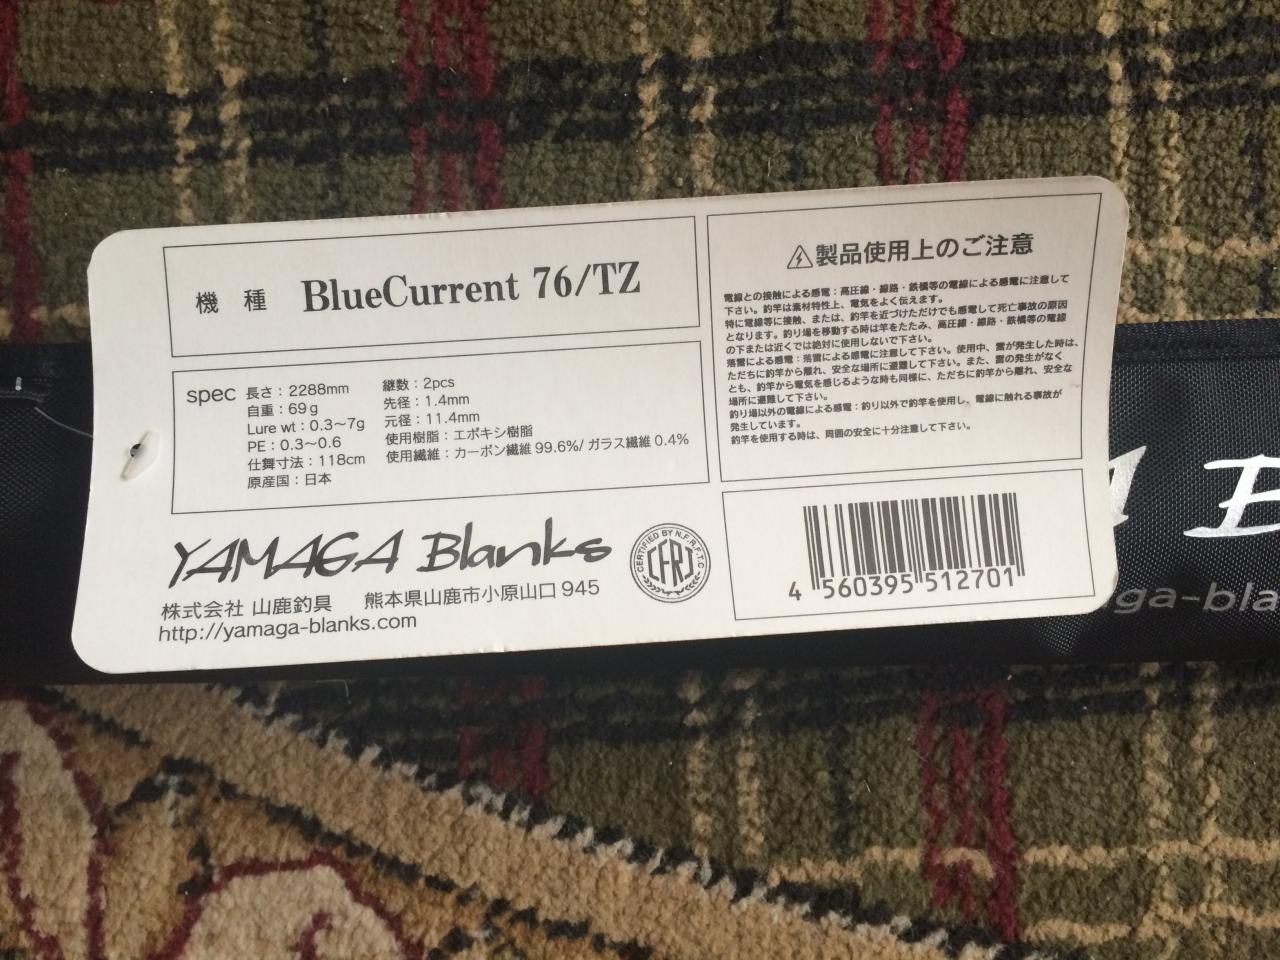 機種 BlueCurrent 76/TZ
spec 長さ：2288mm
自重：69g
Lure wt：0.3〜7g
PE：0.3〜0.6
仕舞寸法：118cm
原産国：日本
継数：2pcs
先径：1.4mm
元径：11.4mm
使用樹脂：エポキシ樹脂
使用繊維：カーボン繊維 99.6%/ ガラス繊維 0.4%
YAMAGA Blanks
株式会社 山鹿釣具 熊本県山鹿市小原山口 945
http://yamaga-blanks.com
CERTIFIED BY N.F.R.F.T.C
CFRJ
製品使用上のご注意
電線との接触による感電：高圧線・線路・鉄橋等の電線による感電に注意して
下さい。釣竿は素材特性上、電気をよく伝えます。
特に電線等に接触、または、釣竿を近づけただけでも感電して死亡事故の原因
となります。釣り場を移動する時は竿をたたみ、高圧線・線路・鉄橋等の電線
の下または近くでは絶対に使用しないで下さい。
落雷による感電：落雷による感電に注意して下さい。使用中、雷が発生した時は、
ただちに釣竿から離れ、安全な場所に避難して下さい。また、雷の発生がなく
とも、釣竿から電気を感じるような時も同様に、ただちに釣竿から離れ、安全な
場所に避難して下さい。
釣り場以外の電線による感電：釣り以外で釣竿を使用し、電線に触れる事故が
発生しています。
釣竿を使用する時は、周囲の安全に十分注意して下さい。
4 560395 512701
A B
ga-bla